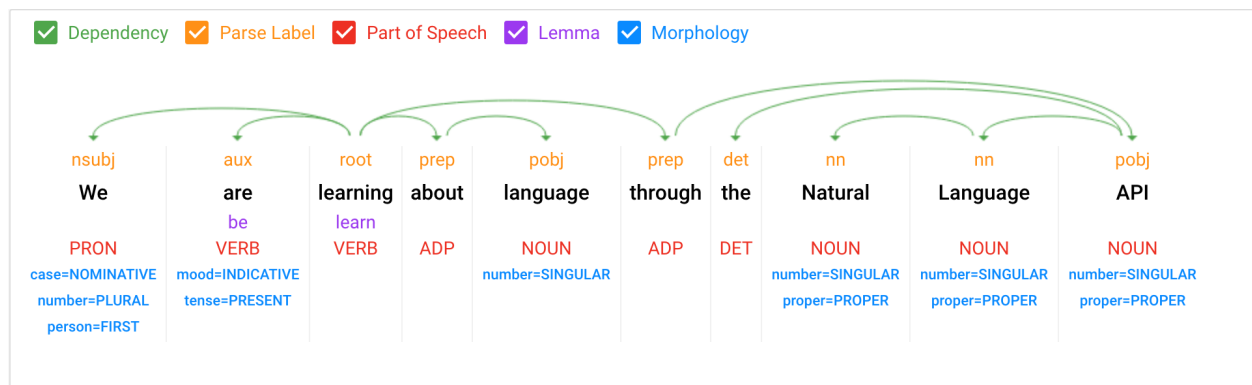 Dependency Parse Label Part of Speech Lemma Morphology
nsubj aux root prep pobj prep det nn nn pobj
We are learning about language through the Natural Language API
be learn
PRON VERB VERB ADP NOUN ADP DET NOUN NOUN NOUN
case=NOMINATIVE mood=INDICATIVE number=SINGULAR number=SINGULAR number=SINGULAR number=SINGULAR
number=PLURAL tense=PRESENT proper=PROPER proper=PROPER proper=PROPER
person=FIRST